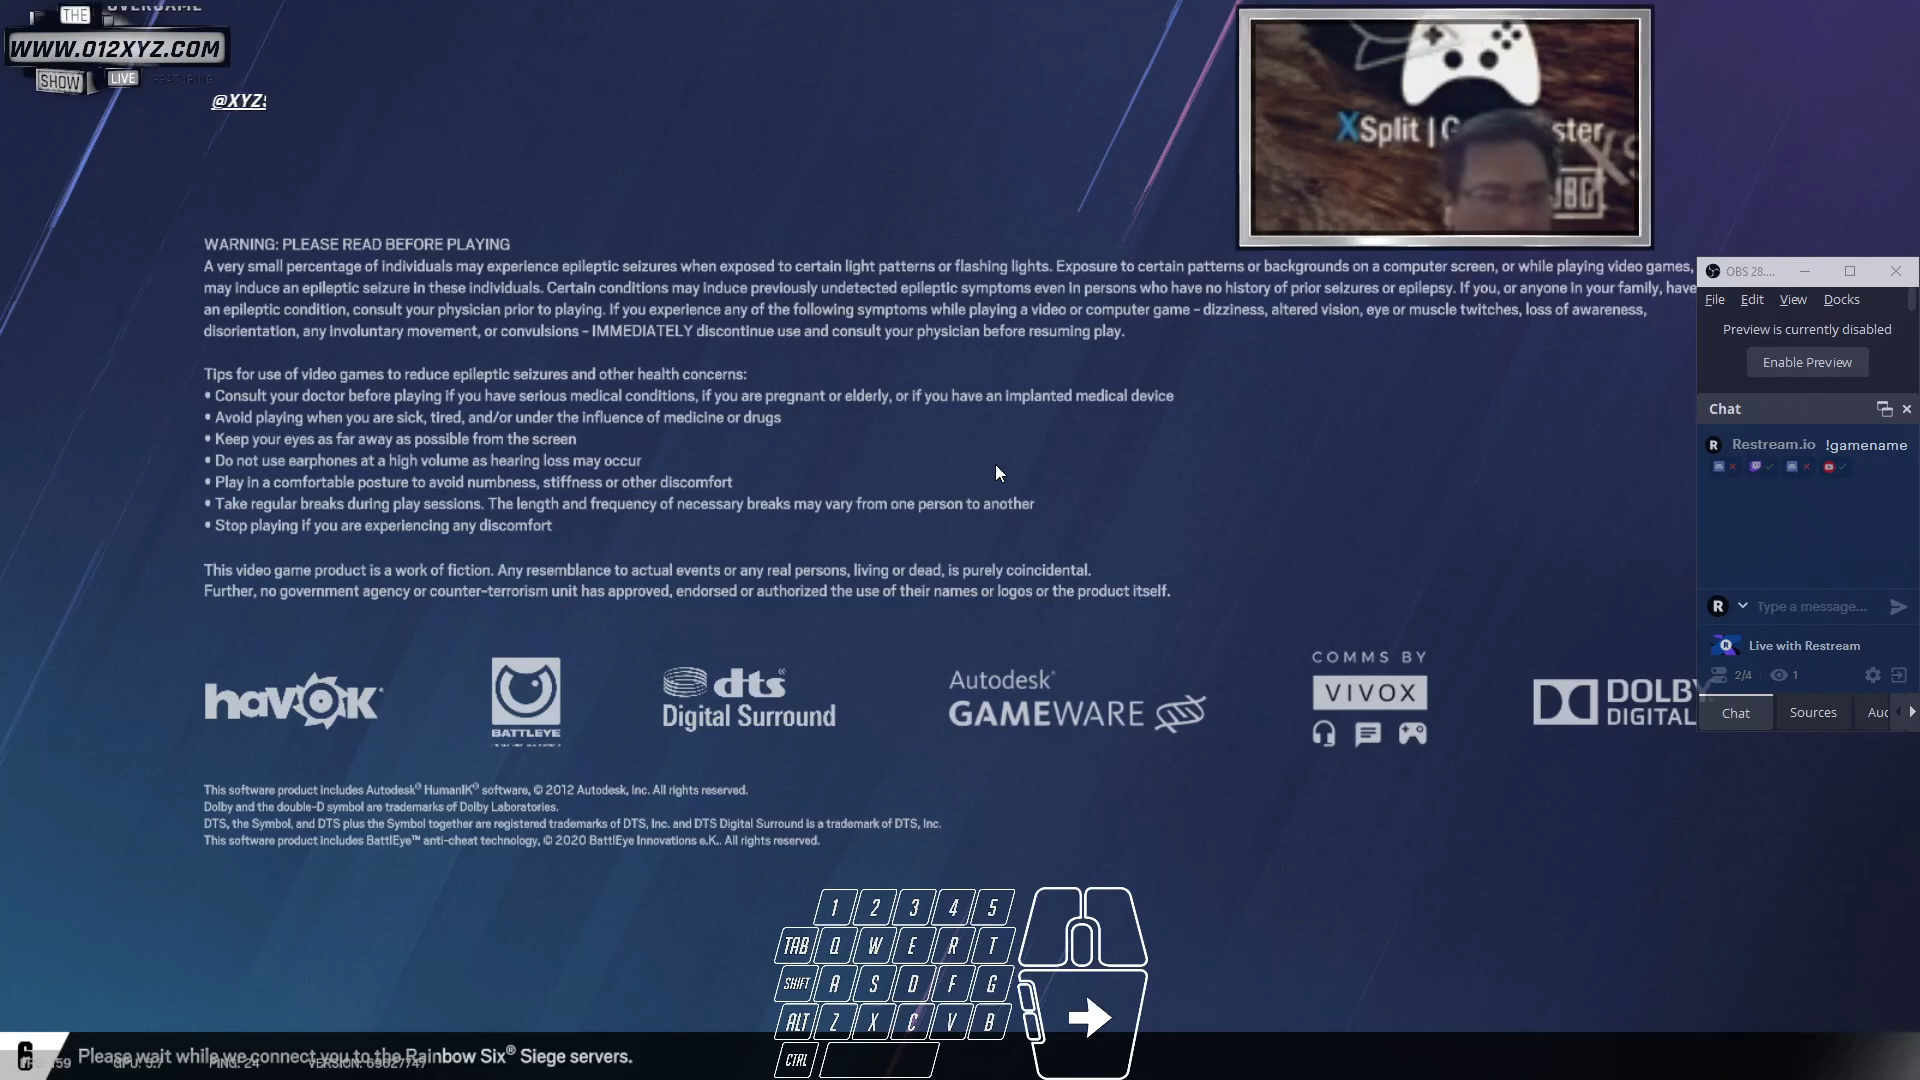 THE
WWW.012XYZ.COM
SHOW
LIVE
@XYZ
XSplit | G
ster
WARNING: PLEASE READ BEFORE PLAYING
A very small percentage of individuals may experience epileptic seizures when exposed to certain light patterns or flashing lights. Exposure to certain patterns or backgrounds on a computer screen, or while playing video games,
may induce an epileptic seizure in these individuals. Certain conditions may induce previously undetected epileptic symptoms even in persons who have no history of prior seizures or epilepsy. If you, or anyone in your family, have
an epileptic condition, consult your physician prior to playing. If you experience any of the following symptoms while playing a video or computer game - dizziness, altered vision, eye or muscle twitches, loss of awareness,
disorientation, any involuntary movement, or convulsions - IMMEDIATELY discontinue use and consult your physician before resuming play.
Tips for use of video games to reduce epileptic seizures and other health concerns:
• Consult your doctor before playing if you have serious medical conditions, if you are pregnant or elderly, or if you have an implanted medical device
• Avoid playing when you are sick, tired, and/or under the influence of medicine or drugs
• Keep your eyes as far away as possible from the screen
• Do not use earphones at a high volume as hearing loss may occur
• Play in a comfortable posture to avoid numbness, stiffness or other discomfort
• Take regular breaks during play sessions. The length and frequency of necessary breaks may vary from one person to another
• Stop playing if you are experiencing any discomfort
This video game product is a work of fiction. Any resemblance to actual events or any real persons, living or dead, is purely coincidental.
Further, no government agency or counter-terrorism unit has approved, endorsed or authorized the use of their names or logos or the product itself.
havok
BATTLEYE
dts
Digital Surround
Autodesk®
GAMEWARE
COMMS BY
VIVOX
DOLBY
DIGITAL
This software product includes Autodesk® HumanIK® software, © 2012 Autodesk, Inc. All rights reserved.
Dolby and the double-D symbol are trademarks of Dolby Laboratories.
DTS, the Symbol, and DTS plus the Symbol together are registered trademarks of DTS, Inc. and DTS Digital Surround is a trademark of DTS, Inc.
This software product includes BattlEye™ anti-cheat technology, © 2020 BattlEye Innovations e.K.. All rights reserved.
OBS 28....
File Edit View Docks
Preview is currently disabled
Enable Preview
Chat
Restream.io !gamename
R Type a message...
Live with Restream
2/4 1
Chat Sources Auc
1 2 3 4 5
TAB Q W E R T
SHIFT A S D F G
ALT Z X C V B
CTRL
Please wait while we connect you to the Rainbow Six® Siege servers.
59 GPU: 5.7 PING: 24 VERSION: 69627747